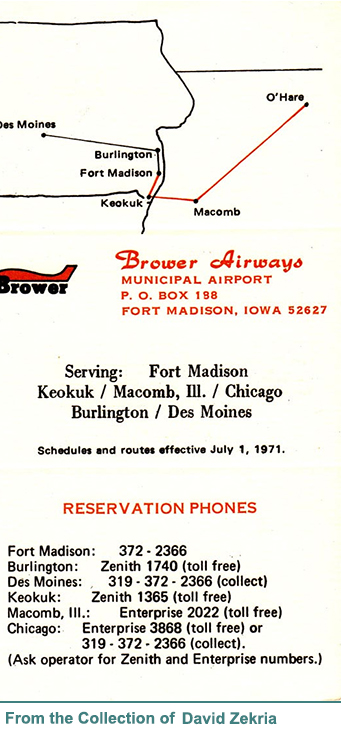 O'Hare
Des Moines
Burlington
Fort Madison
Keokuk
Macomb
Brower
Brower Airways
MUNICIPAL AIRPORT
P. O. BOX 188
FORT MADISON, IOWA 52627
Serving: Fort Madison
Keokuk / Macomb, Ill. / Chicago
Burlington / Des Moines
Schedules and routes effective July 1, 1971.
RESERVATION PHONES
Fort Madison: 372 - 2366
Burlington: Zenith 1740 (toll free)
Des Moines: 319 - 372 - 2366 (collect)
Keokuk: Zenith 1365 (toll free)
Macomb, Ill.: Enterprise 2022 (toll free)
Chicago: Enterprise 3868 (toll free) or
319 - 372 - 2366 (collect).
(Ask operator for Zenith and Enterprise numbers.)
From the Collection of David Zekria